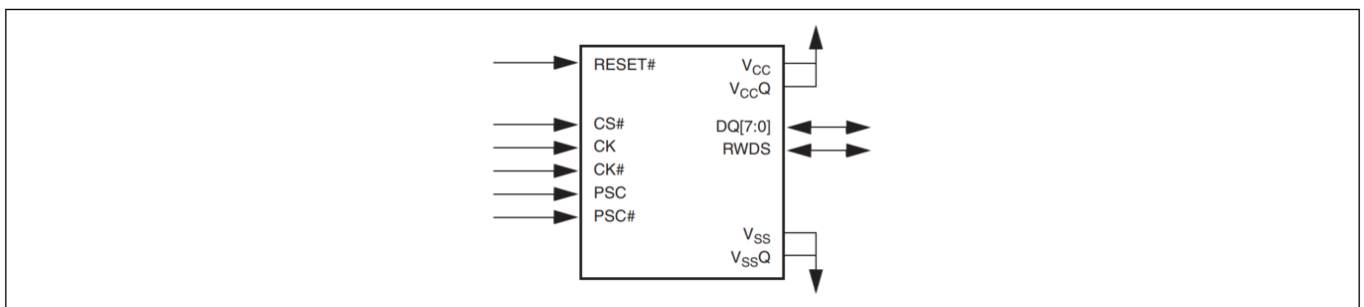 RESET#
CS#
CK
CK#
PSC
PSC#
VCC
VCCQ
DQ[7:0]
RWDS
VSS
VSSQ